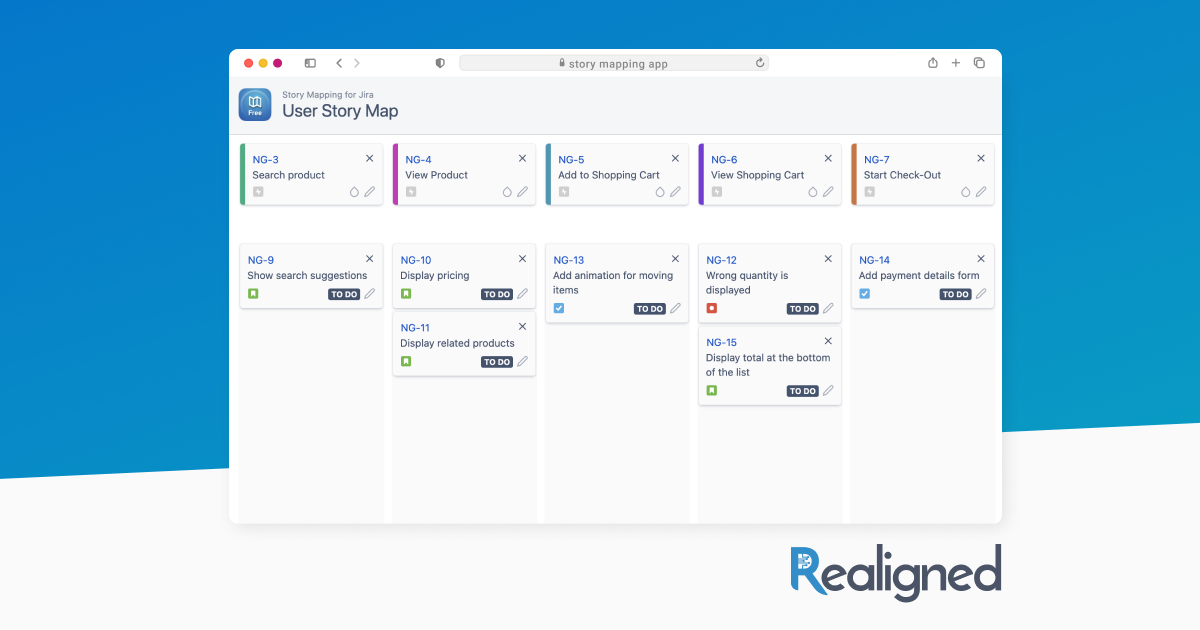 story mapping app
Story Mapping for Jira
Free
User Story Map
NG-3
Search product
NG-4
View Product
NG-5
Add to Shopping Cart
NG-6
View Shopping Cart
NG-7
Start Check-Out
NG-9
Show search suggestions
TO DO
NG-10
Display pricing
TO DO
NG-11
Display related products
TO DO
NG-13
Add animation for moving
items
TO DO
NG-12
Wrong quantity is
displayed
TO DO
NG-15
Display total at the bottom
of the list
TO DO
NG-14
Add payment details form
TO DO
Realigned